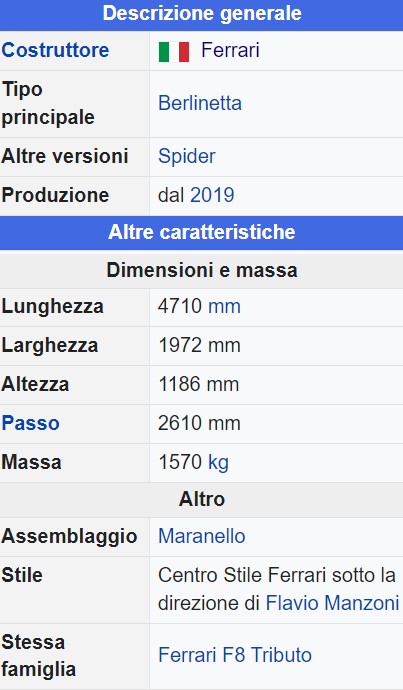 Descrizione generale
Costruttore Ferrari
Tipo
principale Berlinetta
Altre versioni Spider
Produzione dal 2019
Altre caratteristiche
Dimensioni e massa
Lunghezza 4710 mm
Larghezza 1972 mm
Altezza 1186 mm
Passo 2610 mm
Massa 1570 kg
Altro
Assemblaggio Maranello
Stile Centro Stile Ferrari sotto la
direzione di Flavio Manzoni
Stessa
famiglia Ferrari F8 Tributo